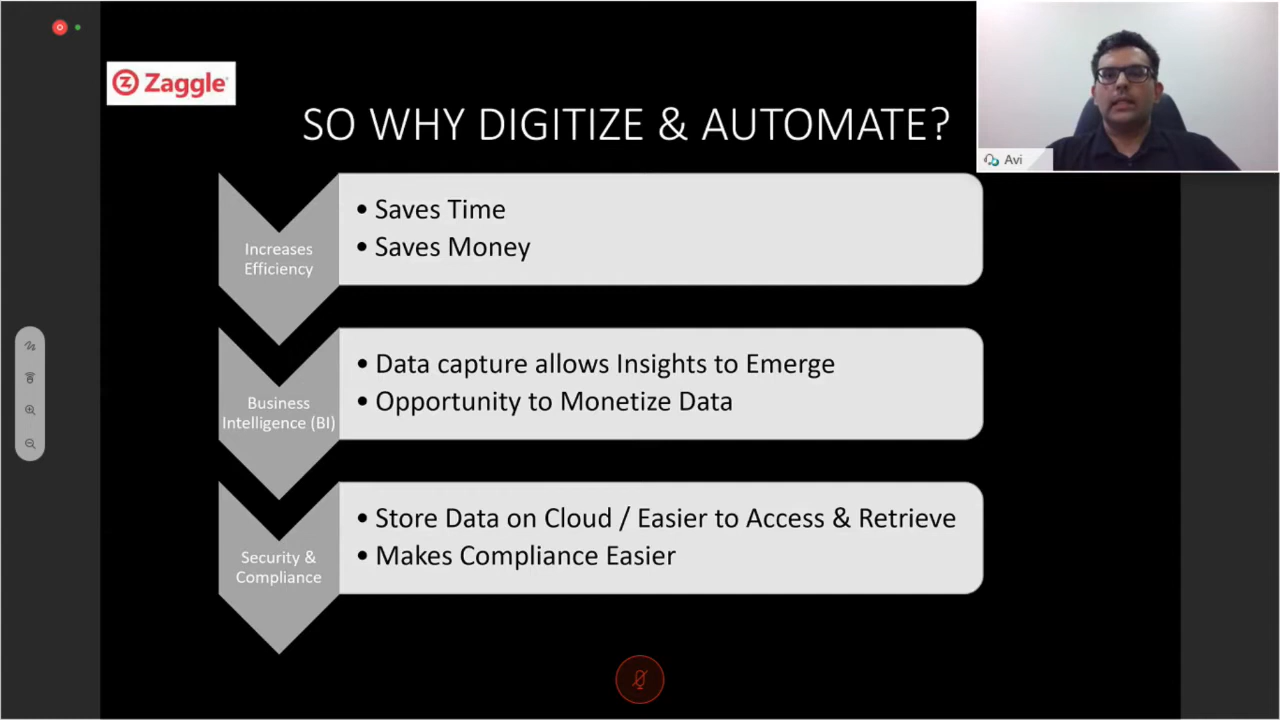 Zaggle
SO WHY DIGITIZE & AUTOMATE?
Avi
Increases
Efficiency
• Saves Time
• Saves Money
Business
Intelligence (BI)
• Data capture allows Insights to Emerge
• Opportunity to Monetize Data
Security &
Compliance
• Store Data on Cloud / Easier to Access & Retrieve
• Makes Compliance Easier